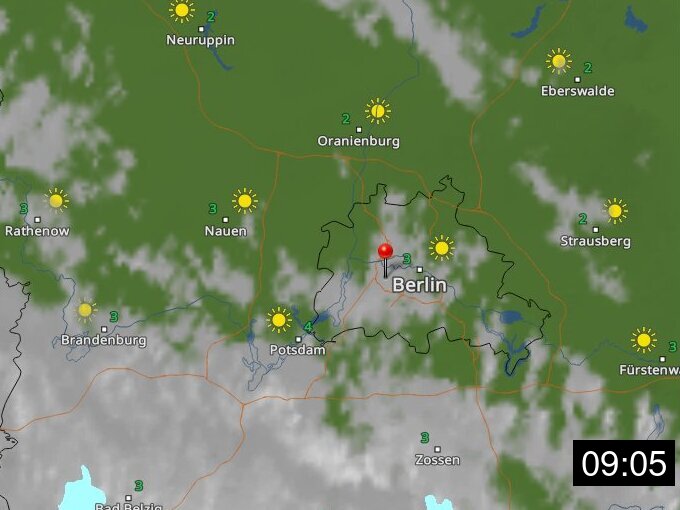 2
Neuruppin
2
Eberswalde
2
Oranienburg
3
Rathenow
3
Nauen
2
Strausberg
3
Berlin
3
Brandenburg
4
Potsdam
3
Fürstenwa
3
Zossen
09:05
3
Bad Belzig